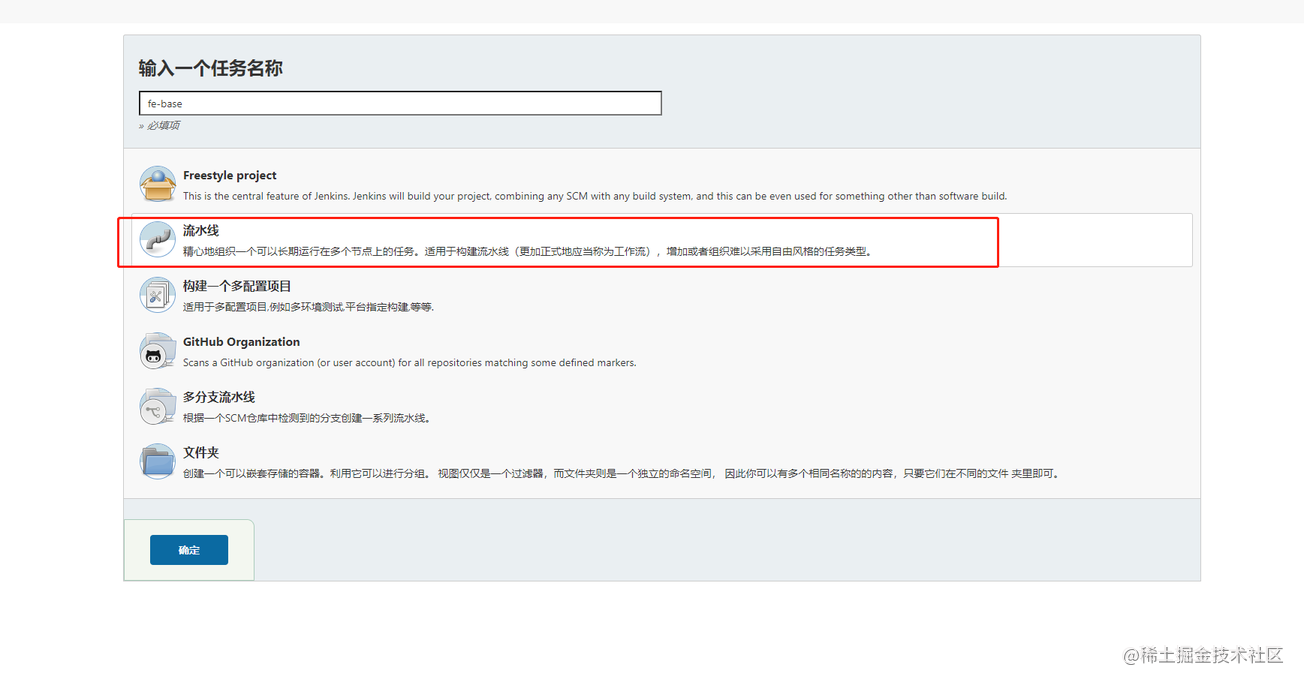 输入一个任务名称
fe-base
» 必填项
Freestyle project
This is the central feature of Jenkins. Jenkins will build your project, combining any SCM with any build system, and this can be even used for something other than software build.
流水线
精心地组织一个可以长期运行在多个节点上的任务。适用于构建流水线（更加正式地应当称为工作流），增加或者组织难以采用自由风格的任务类型。
构建一个多配置项目
适用于多配置项目,例如多环境测试,平台指定构建,等等.
GitHub Organization
Scans a GitHub organization (or user account) for all repositories matching some defined markers.
多分支流水线
根据一个SCM仓库中检测到的分支创建一系列流水线。
文件夹
创建一个可以嵌套存储的容器。利用它可以进行分组。 视图仅仅是一个过滤器，而文件夹则是一个独立的命名空间， 因此你可以有多个相同名称的的内容，只要它们在不同的文件 夹里即可。
确定
@稀土掘金技术社区